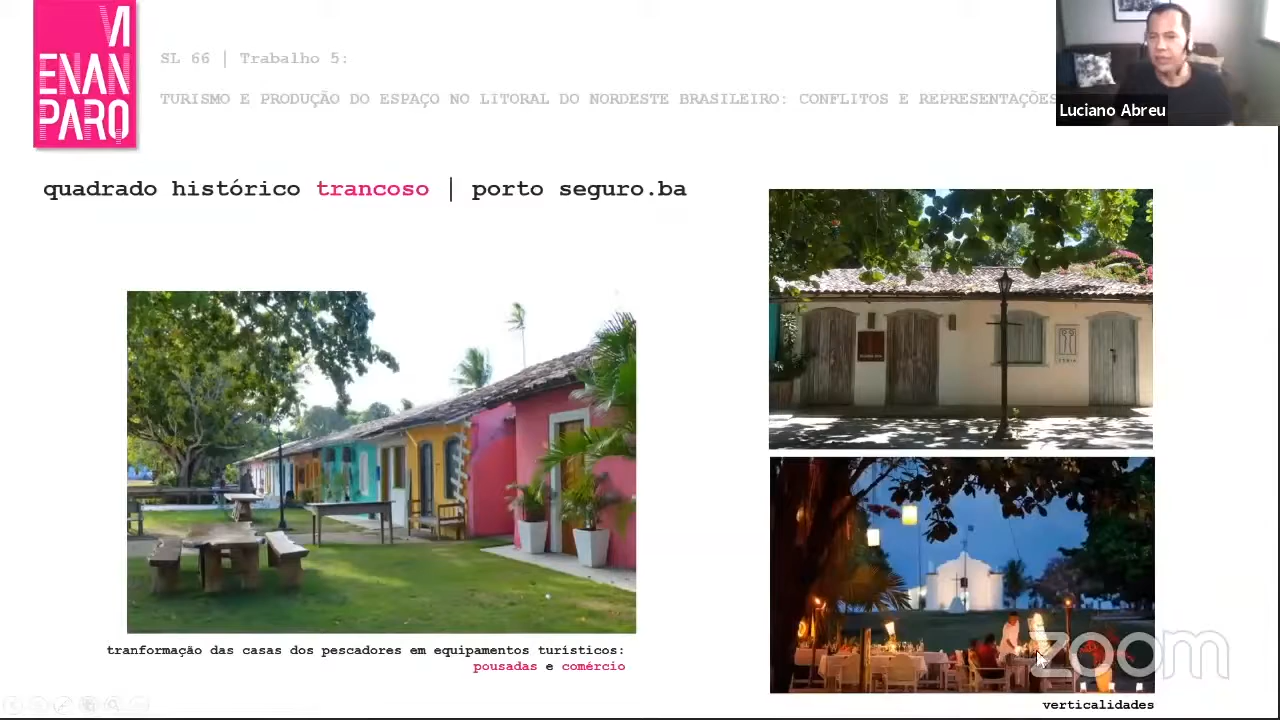 VI
ENAN
PARQ
SL 66 | Trabalho 5:
TURISMO E PRODUÇÃO DO ESPAÇO NO LITORAL DO NORDESTE BRASILEIRO: CONFLITOS E REPRESENTAÇÕES
Luciano Abreu
quadrado histórico trancoso | porto seguro.ba
tranformação das casas dos pescadores em equipamentos turísticos:
pousadas e comércio
zoom
verticalidades